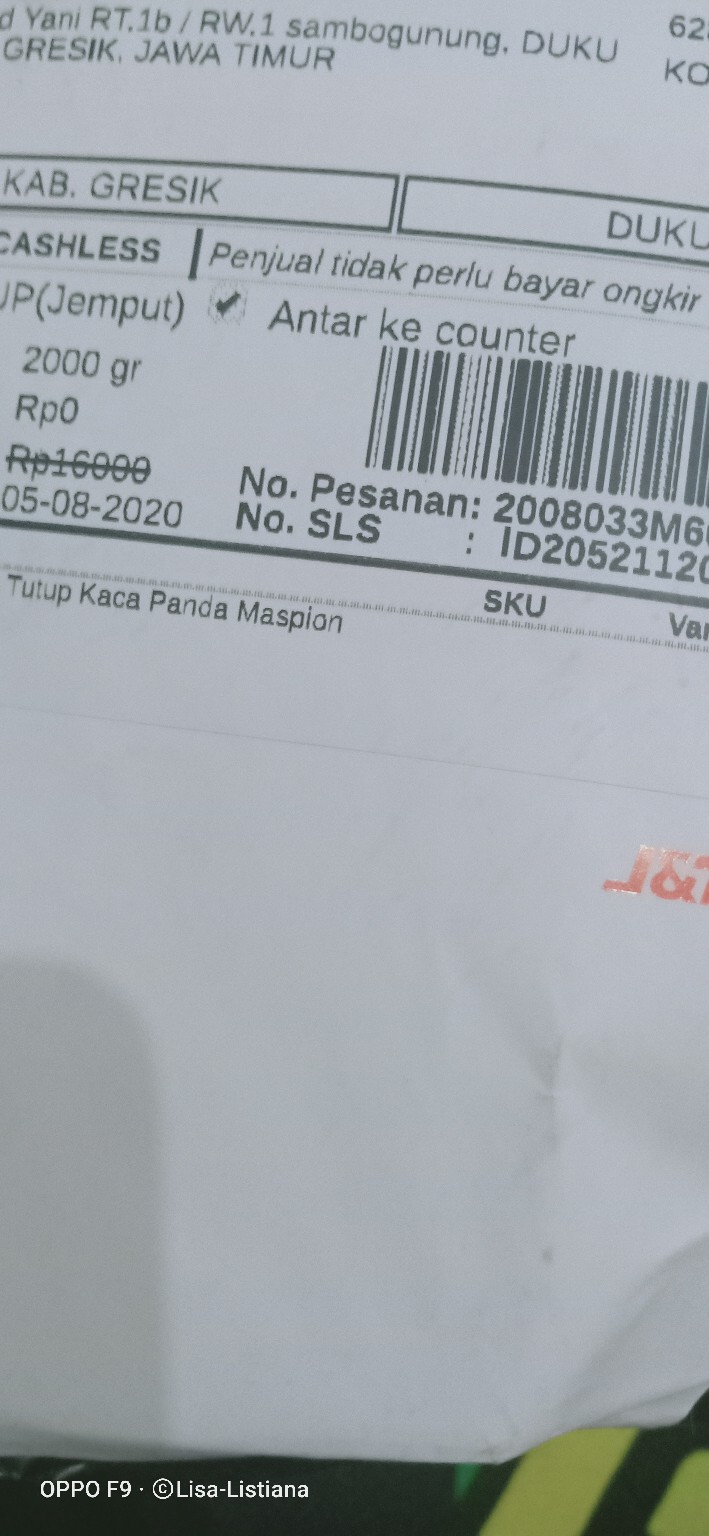 d Yani RT.1b / RW.1 sambogunung, DUKU
GRESIK, JAWA TIMUR
62
KO
KAB. GRESIK
DUKU
CASHLESS
Penjual tidak perlu bayar ongkir
UP(Jemput) ✔ Antar ke counter
2000 gr
Rp0
Rp16000
05-08-2020
No. Pesanan: 2008033M6
No. SLS : ID20521120
SKU
Var
Tutup Kaca Panda Maspion
J&T
OPPO F9 · ©Lisa-Listiana